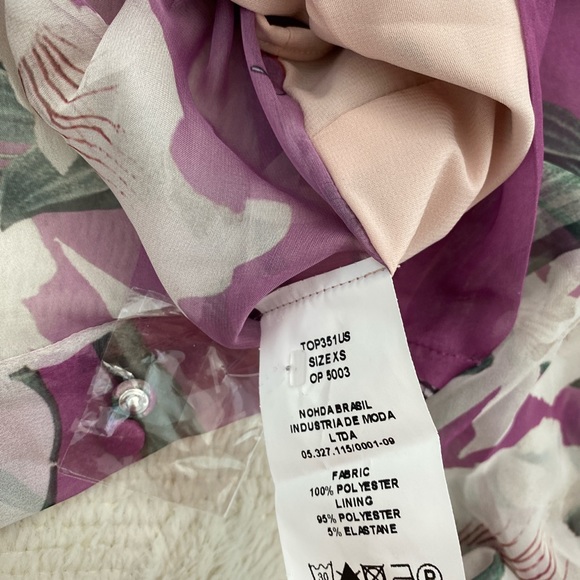 TOP351US
SIZE XS
OP 5003
NOHDA BRASIL
INDUSTRIA DE MODA
LTDA
05.327.115/0001-09
FABRIC
100% POLYESTER
LINING
95% POLYESTER
5% ELASTANE
30
P